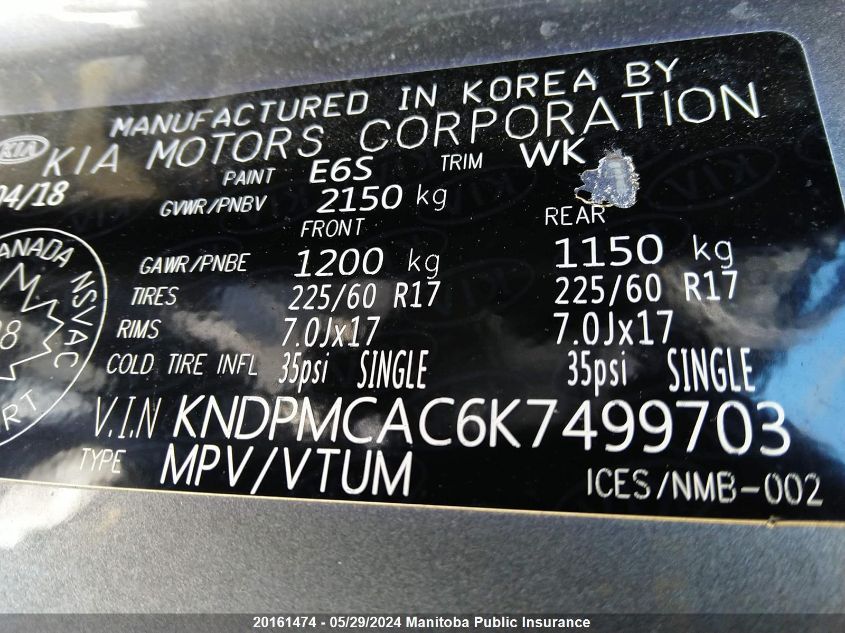 MANUFACTURED IN KOREA BY
KIA KIA MOTORS CORPORATION
04/18 PAINT E6S TRIM WK
GVWR/PNBV 2150 kg
FRONT REAR
GAWR/PNBE 1200 kg 1150 kg
TIRES 225/60 R17 225/60 R17
RIMS 7.0Jx17 7.0Jx17
COLD TIRE INFL 35psi SINGLE 35psi SINGLE
V.I.N KNDPMCAC6K7499703
TYPE MPV/VTUM ICES/NMB-002
CANADA NSVAC
20161474 - 05/29/2024 Manitoba Public Insurance